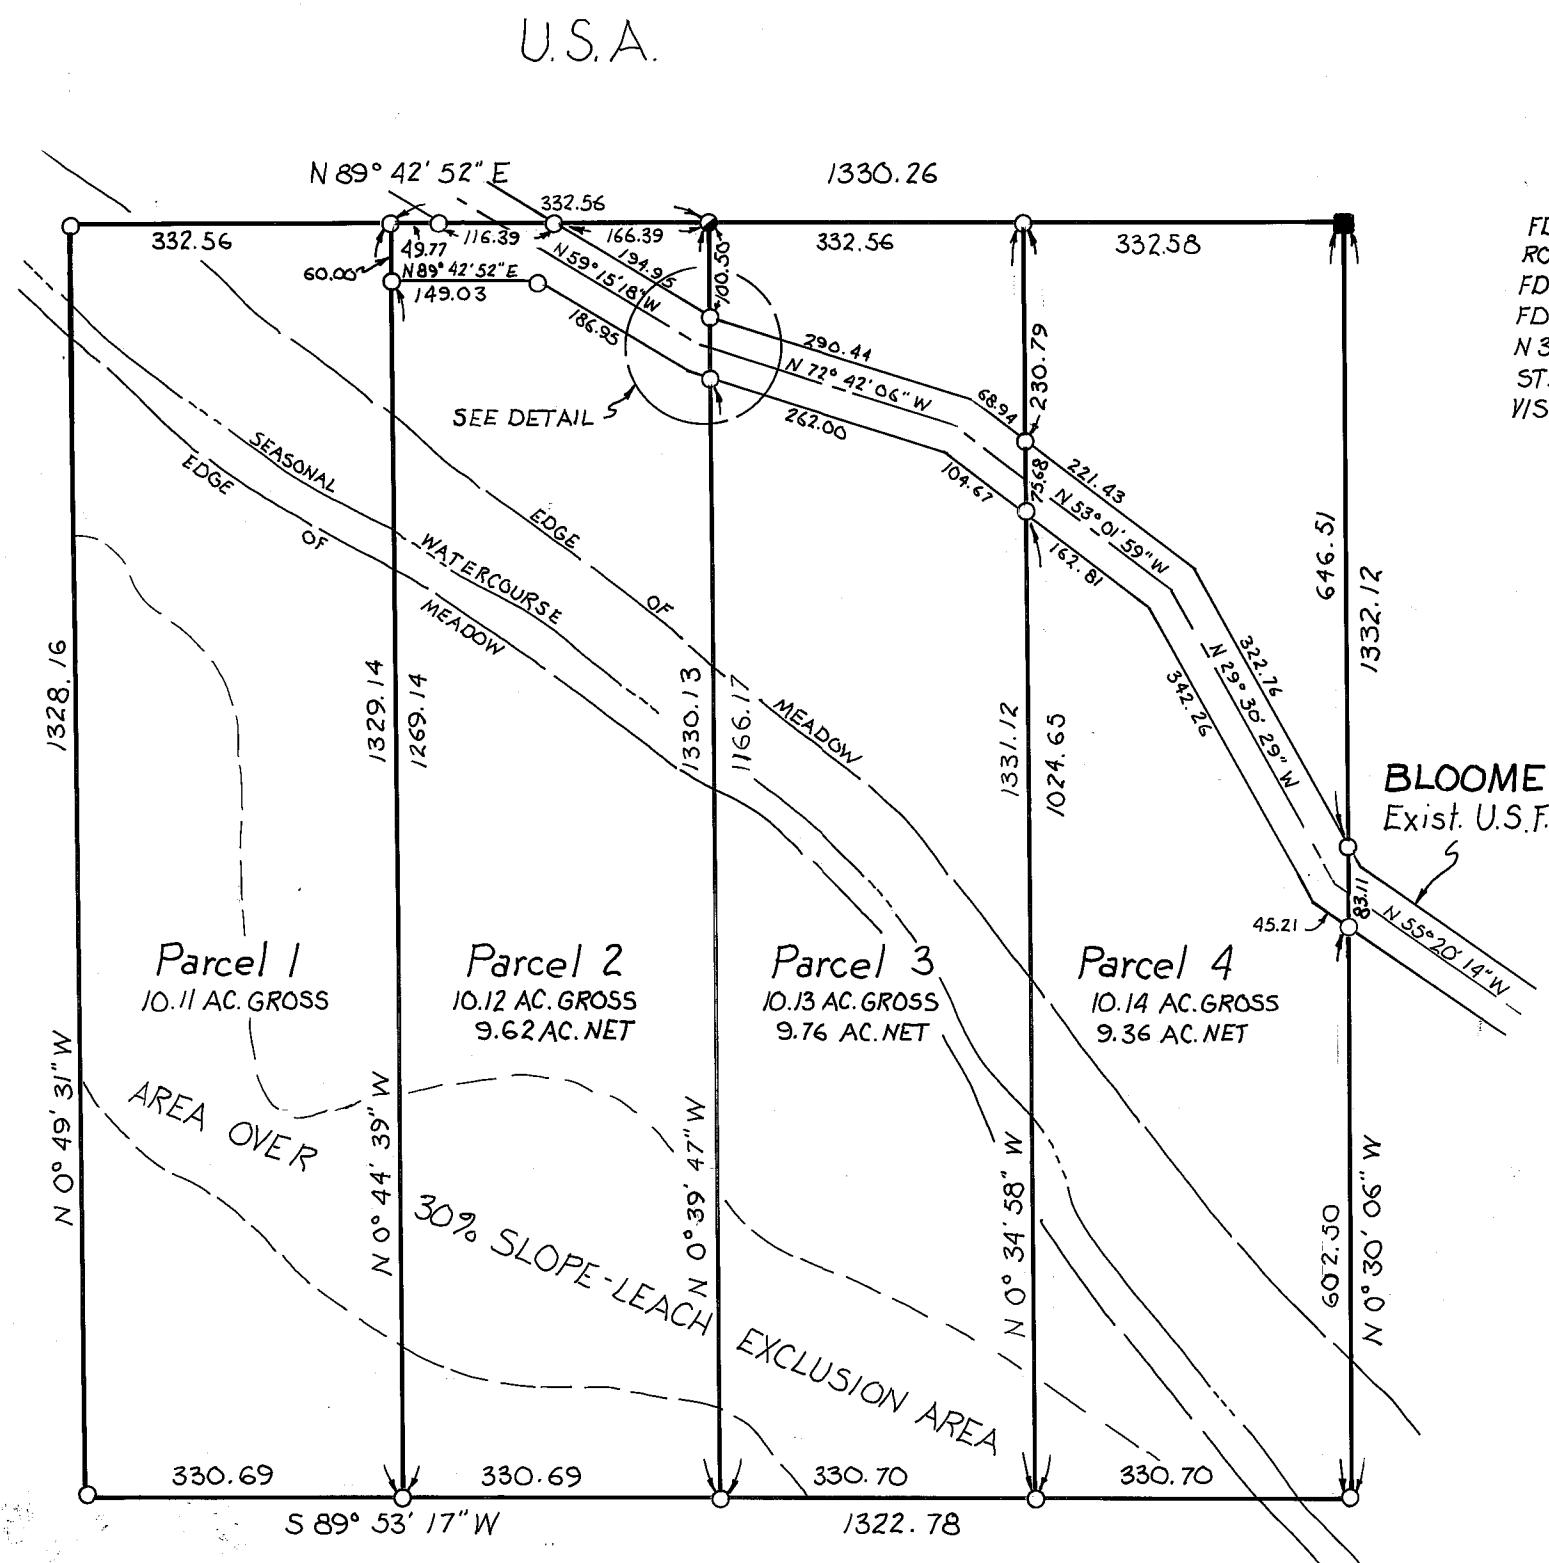 U.S.A.
N 89° 42' 52" E
1330.26
332.56
332.56
332.56
332.58
49.77
116.39
166.39
60.00
N 89° 42' 52" E
149.03
194.95
N 59° 15' 18" W
186.95
100.50
SEE DETAIL
290.44
N 72° 42' 06" W
262.00
68.94
230.79
104.67
75.68
221.43
N 53° 01' 59" W
162.81
322.76
N 29° 30' 29" W
342.26
646.51
1332.12
FD
RO
FD
FD
N 3
ST.
VIS
SEASONAL
WATERCOURSE
EDGE
OF
MEADOW
EDGE
OF
MEADOW
1328.16
1329.14
1269.14
1330.13
1166.17
1331.12
1024.65
BLOOME
Exist. U.S.F.
83.11
45.21
N 55° 20' 14" W
Parcel 1
10.11 AC. GROSS
Parcel 2
10.12 AC. GROSS
9.62 AC. NET
Parcel 3
10.13 AC. GROSS
9.76 AC. NET
Parcel 4
10.14 AC. GROSS
9.36 AC. NET
N 0° 49' 31" W
N 0° 44' 39" W
N 0° 39' 47" W
N 0° 34' 58" W
602.50
N 0° 30' 06" W
AREA OVER
30% SLOPE-LEACH EXCLUSION AREA
330.69
330.69
330.70
330.70
S 89° 53' 17" W
1322.78